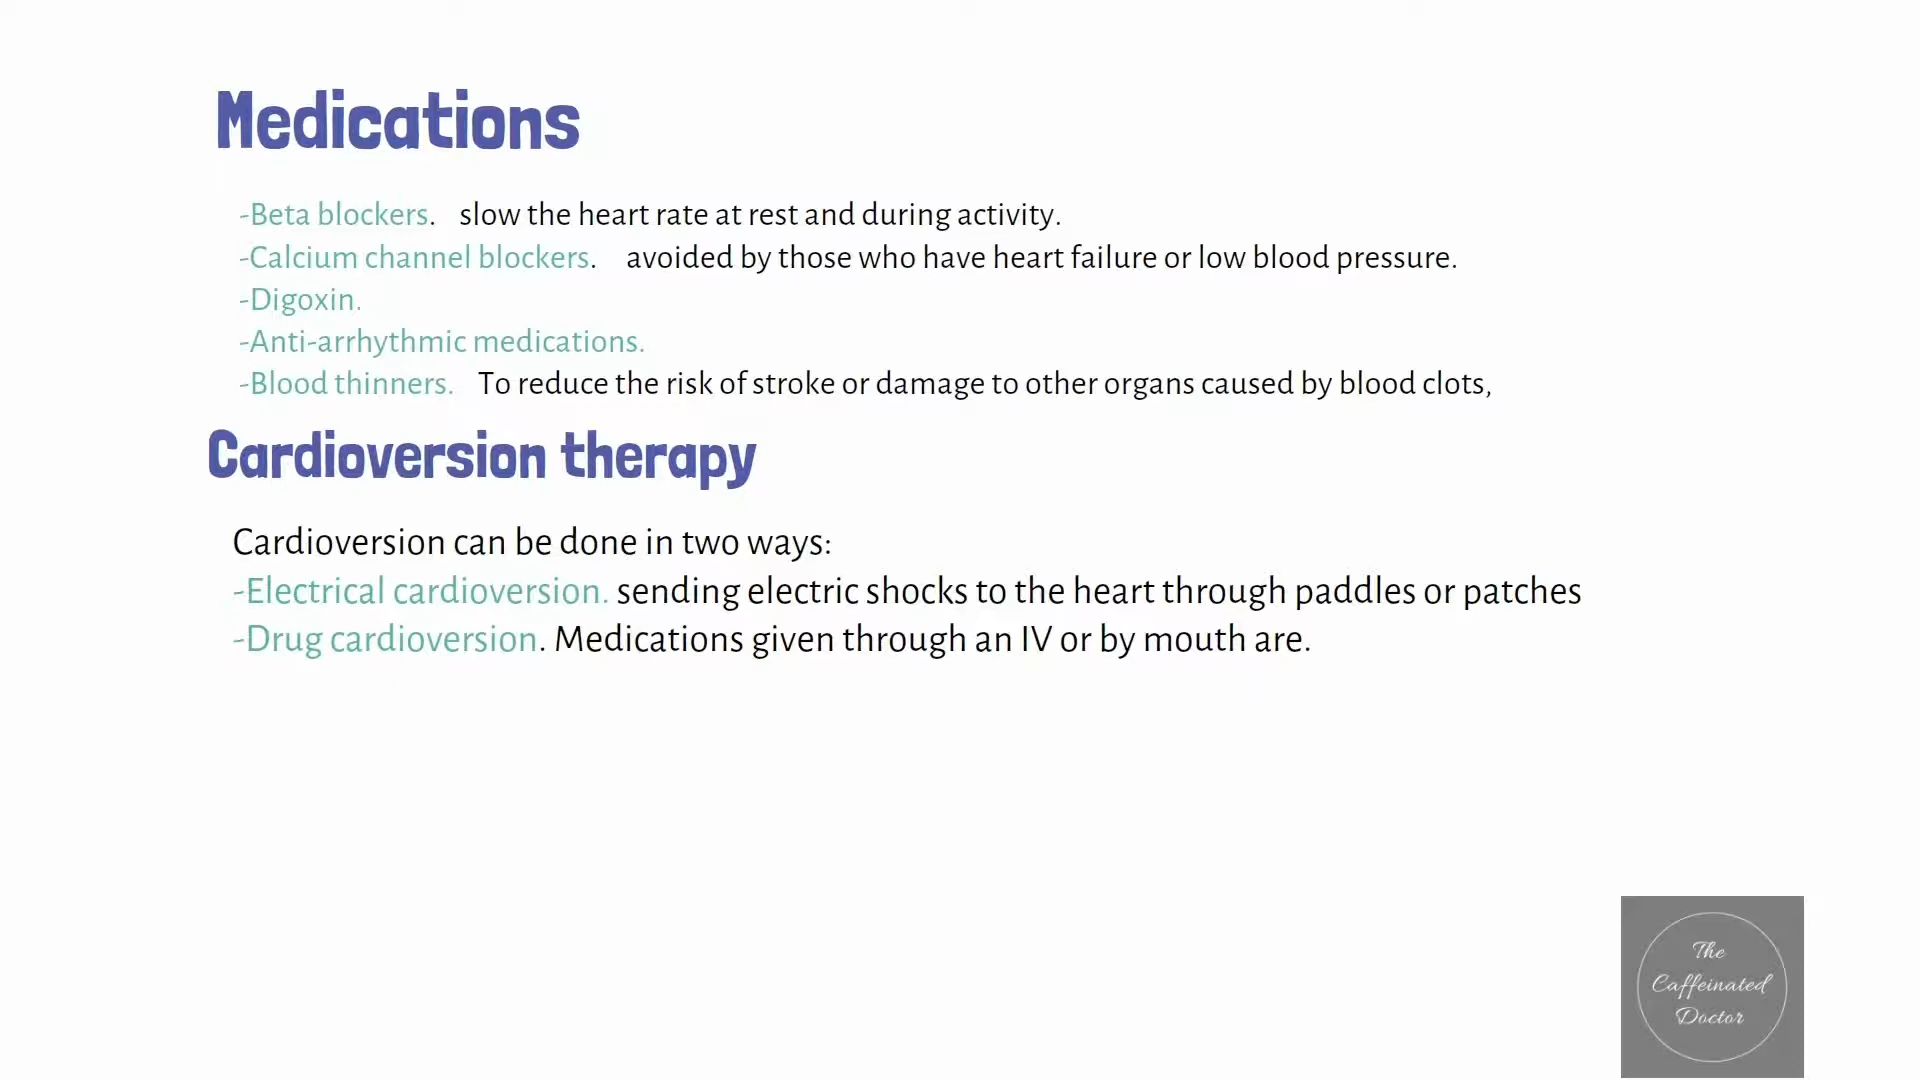 Medications
-Beta blockers. slow the heart rate at rest and during activity.
-Calcium channel blockers. avoided by those who have heart failure or low blood pressure.
-Digoxin.
-Anti-arrhythmic medications.
-Blood thinners. To reduce the risk of stroke or damage to other organs caused by blood clots,
Cardioversion therapy
Cardioversion can be done in two ways:
-Electrical cardioversion. sending electric shocks to the heart through paddles or patches
-Drug cardioversion. Medications given through an IV or by mouth are.
The
Caffeinated
Doctor